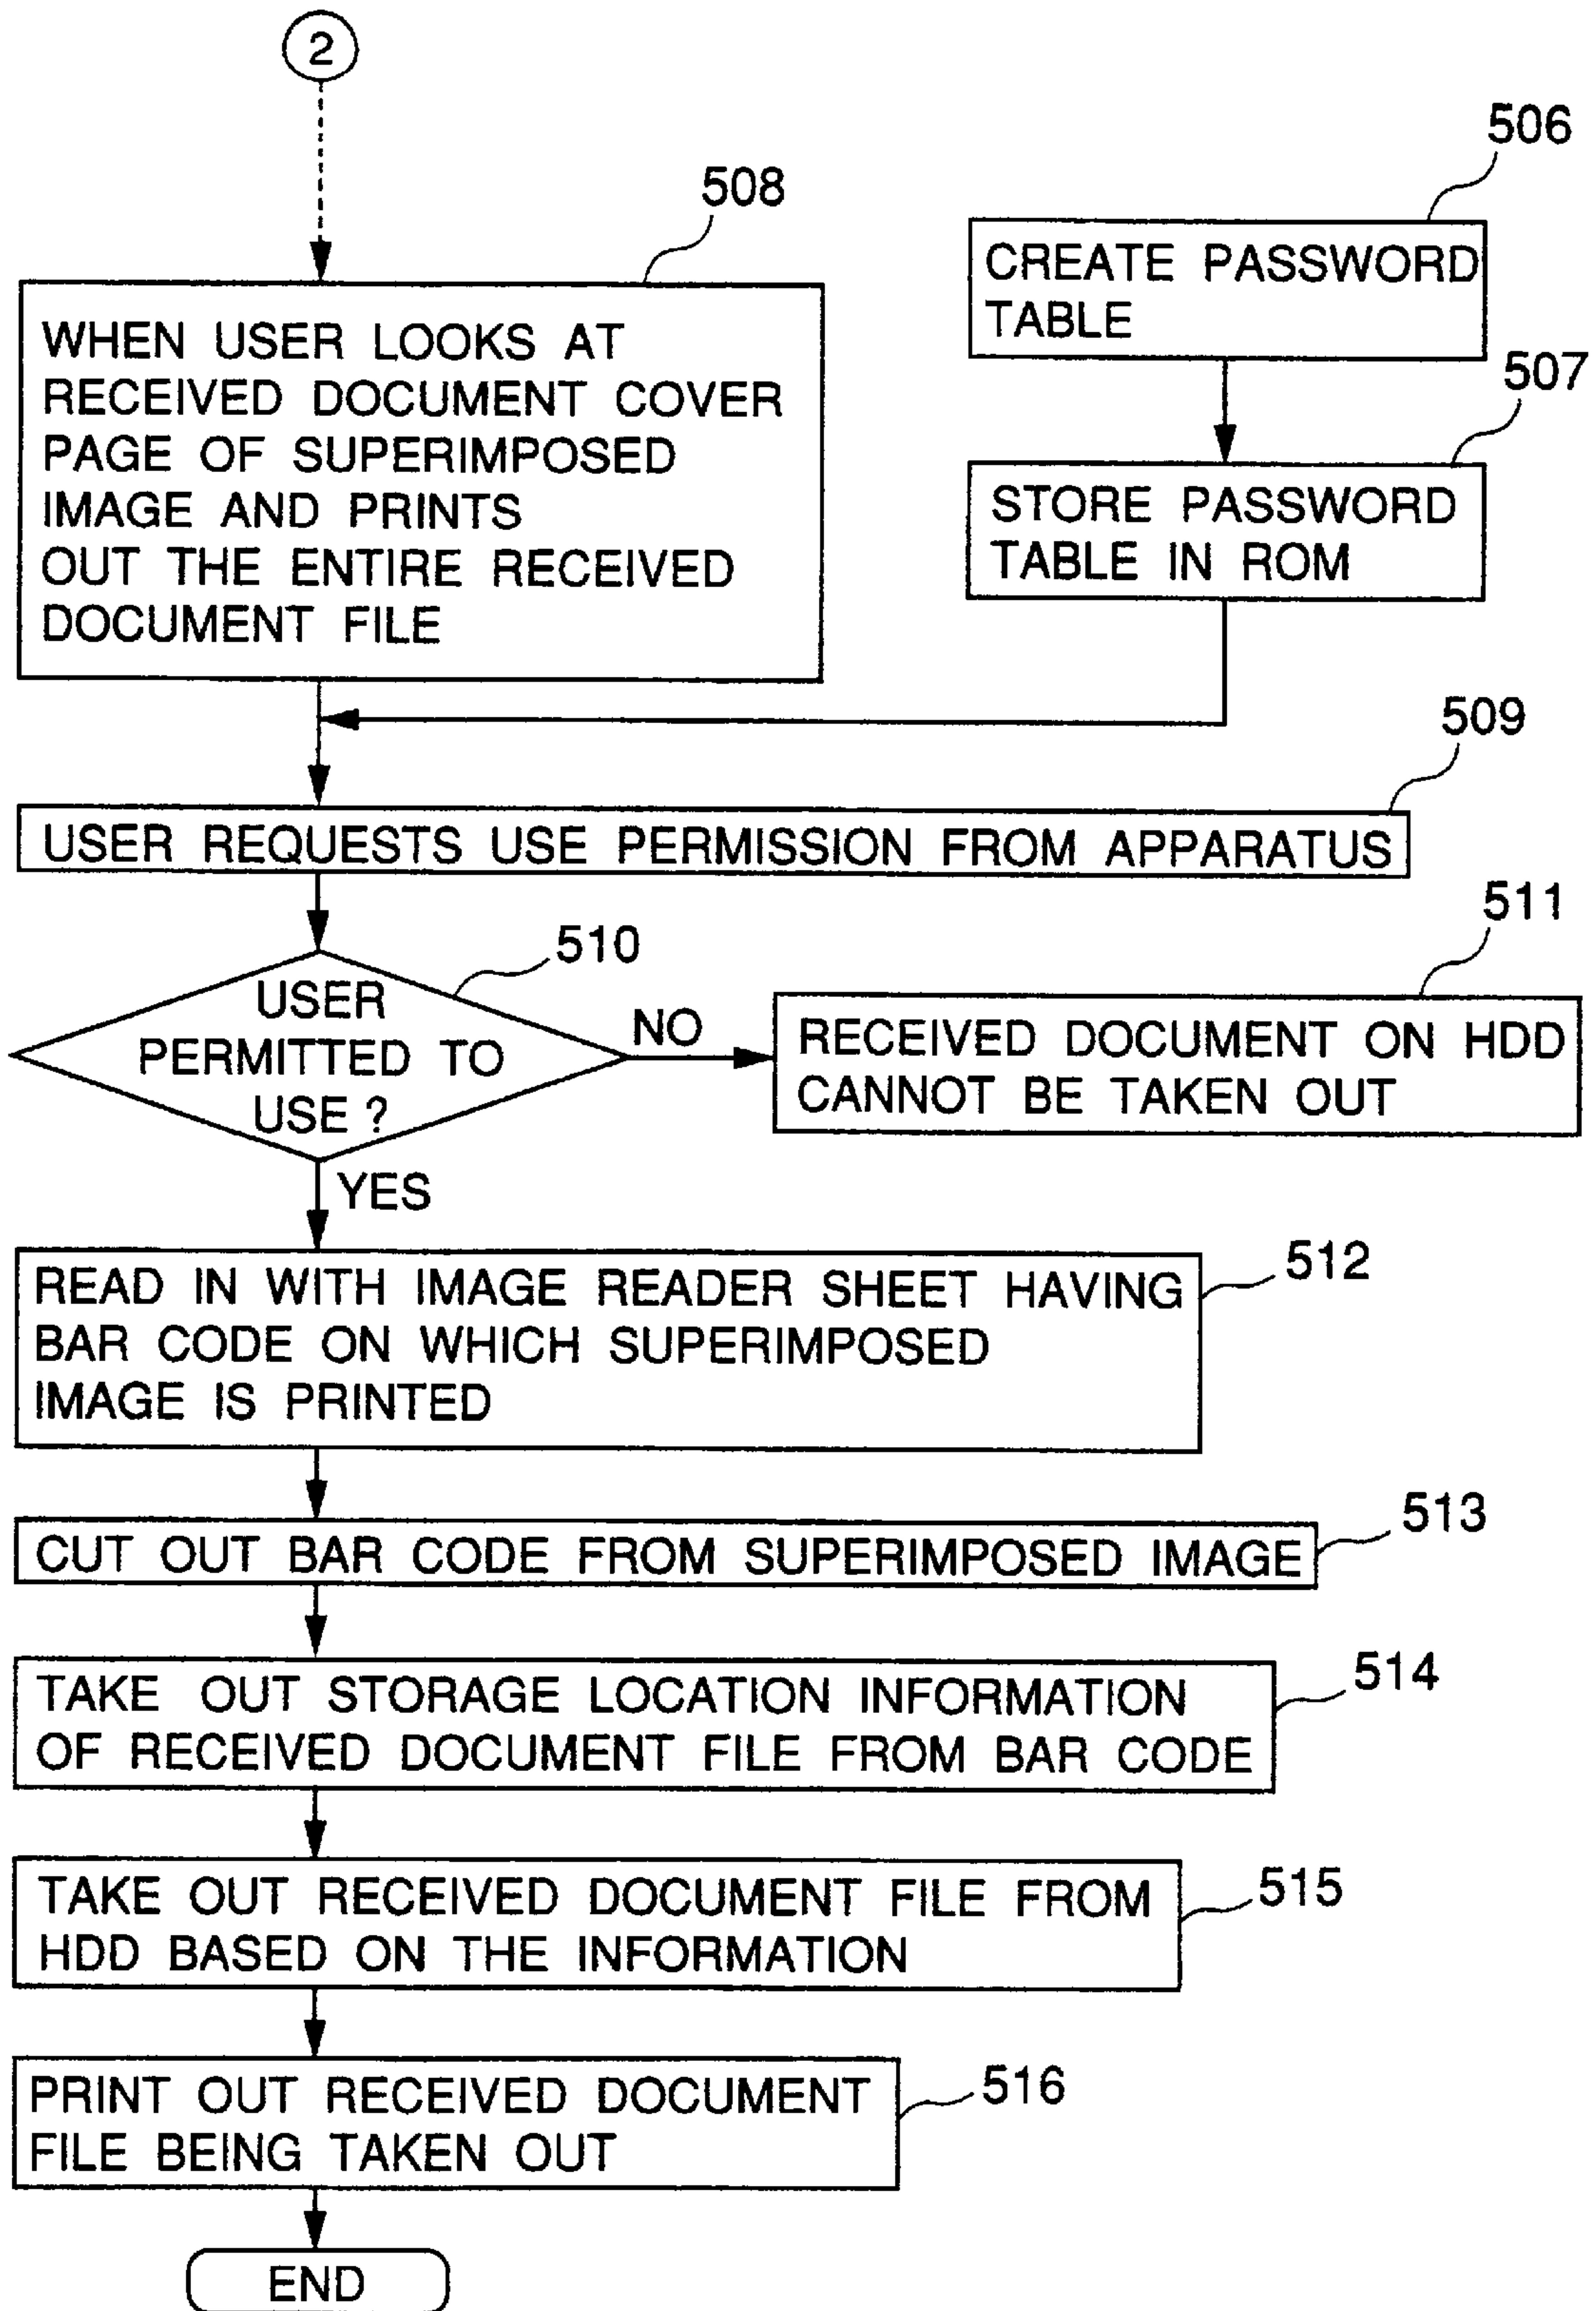 2
506
CREATE PASSWORD
TABLE
508
WHEN USER LOOKS AT
RECEIVED DOCUMENT COVER
PAGE OF SUPERIMPOSED
IMAGE AND PRINTS
OUT THE ENTIRE RECEIVED
DOCUMENT FILE
507
STORE PASSWORD
TABLE IN ROM
509
USER REQUESTS USE PERMISSION FROM APPARATUS
510
USER
PERMITTED TO
USE ?
NO
511
RECEIVED DOCUMENT ON HDD
CANNOT BE TAKEN OUT
YES
512
READ IN WITH IMAGE READER SHEET HAVING
BAR CODE ON WHICH SUPERIMPOSED
IMAGE IS PRINTED
513
CUT OUT BAR CODE FROM SUPERIMPOSED IMAGE
514
TAKE OUT STORAGE LOCATION INFORMATION
OF RECEIVED DOCUMENT FILE FROM BAR CODE
515
TAKE OUT RECEIVED DOCUMENT FILE FROM
HDD BASED ON THE INFORMATION
516
PRINT OUT RECEIVED DOCUMENT
FILE BEING TAKEN OUT
END